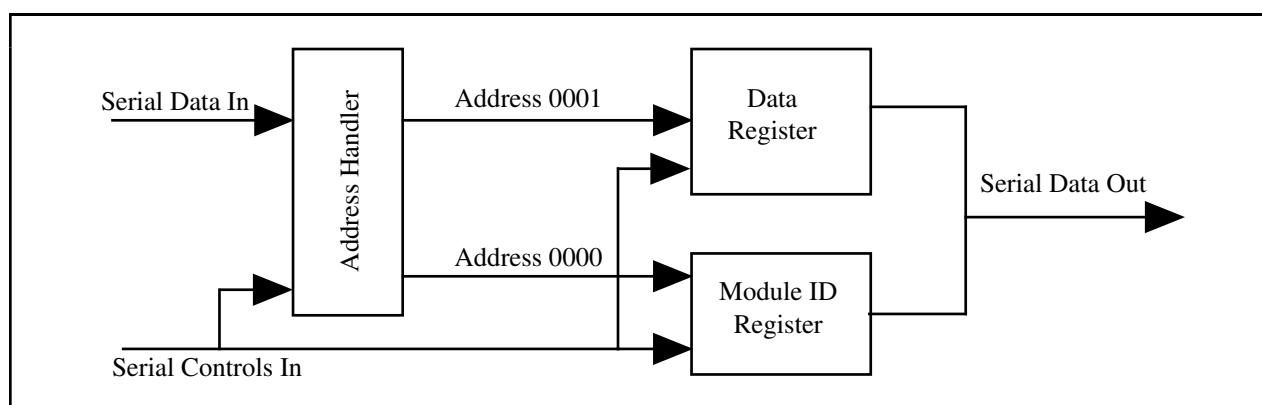 Serial Data In
Address Handler
Address 0001
Data
Register
Serial Data Out
Address 0000
Module ID
Register
Serial Controls In